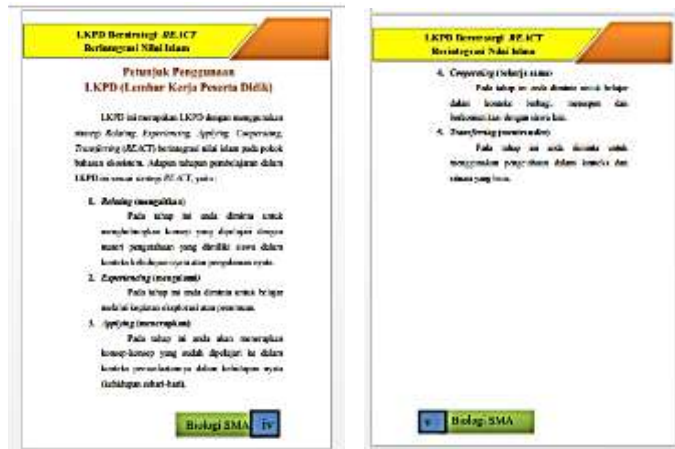 LKPD Berstrategi REACT
Berintegrasi Nilai Islam
Petunjuk Penggunaan
LKPD (Lembar Kerja Peserta Didik)
LKPD ini merupakan LKPD dengan menggunakan
strategi Relating, Experiencing, Applying, Cooperating,
Transferring (REACT) berintegrasi nilai islam pada pokok
bahasan ekosistem. Adapun tahapan pembelajaran dalam
LKPD ini sesuai strategi REACT, yaitu :
1. Relating (mengaitkan)
Pada tahap ini anda diminta untuk
menghubungkan konsep yang dipelajari dengan
materi pengetahuan yang dimiliki siswa dalam
konteks kehidupan nyata atau pengalaman nyata.
2. Experiencing (mengalami)
Pada tahap ini anda diminta untuk belajar
melalui kegiatan eksplorasi atau penemuan.
3. Applying (menerapkan)
Pada tahap ini anda akan menerapkan
konsep-konsep yang sudah dipelajari ke dalam
konteks pemanfaatannya dalam kehidupan nyata
(kehidupan sehari-hari).
Biologi SMA iv
LKPD Berstrategi REACT
Berintegrasi Nilai Islam
4. Cooperating (bekerja sama)
Pada tahap ini anda diminta untuk belajar
dalam konteks berbagi, merespon dan
berkomunikasi dengan siswa lain.
5. Transferring (mentransfer)
Pada tahap ini anda diminta untuk
menggunakan pengetahuan dalam konteks dan
situasi yang baru.
v Biologi SMA